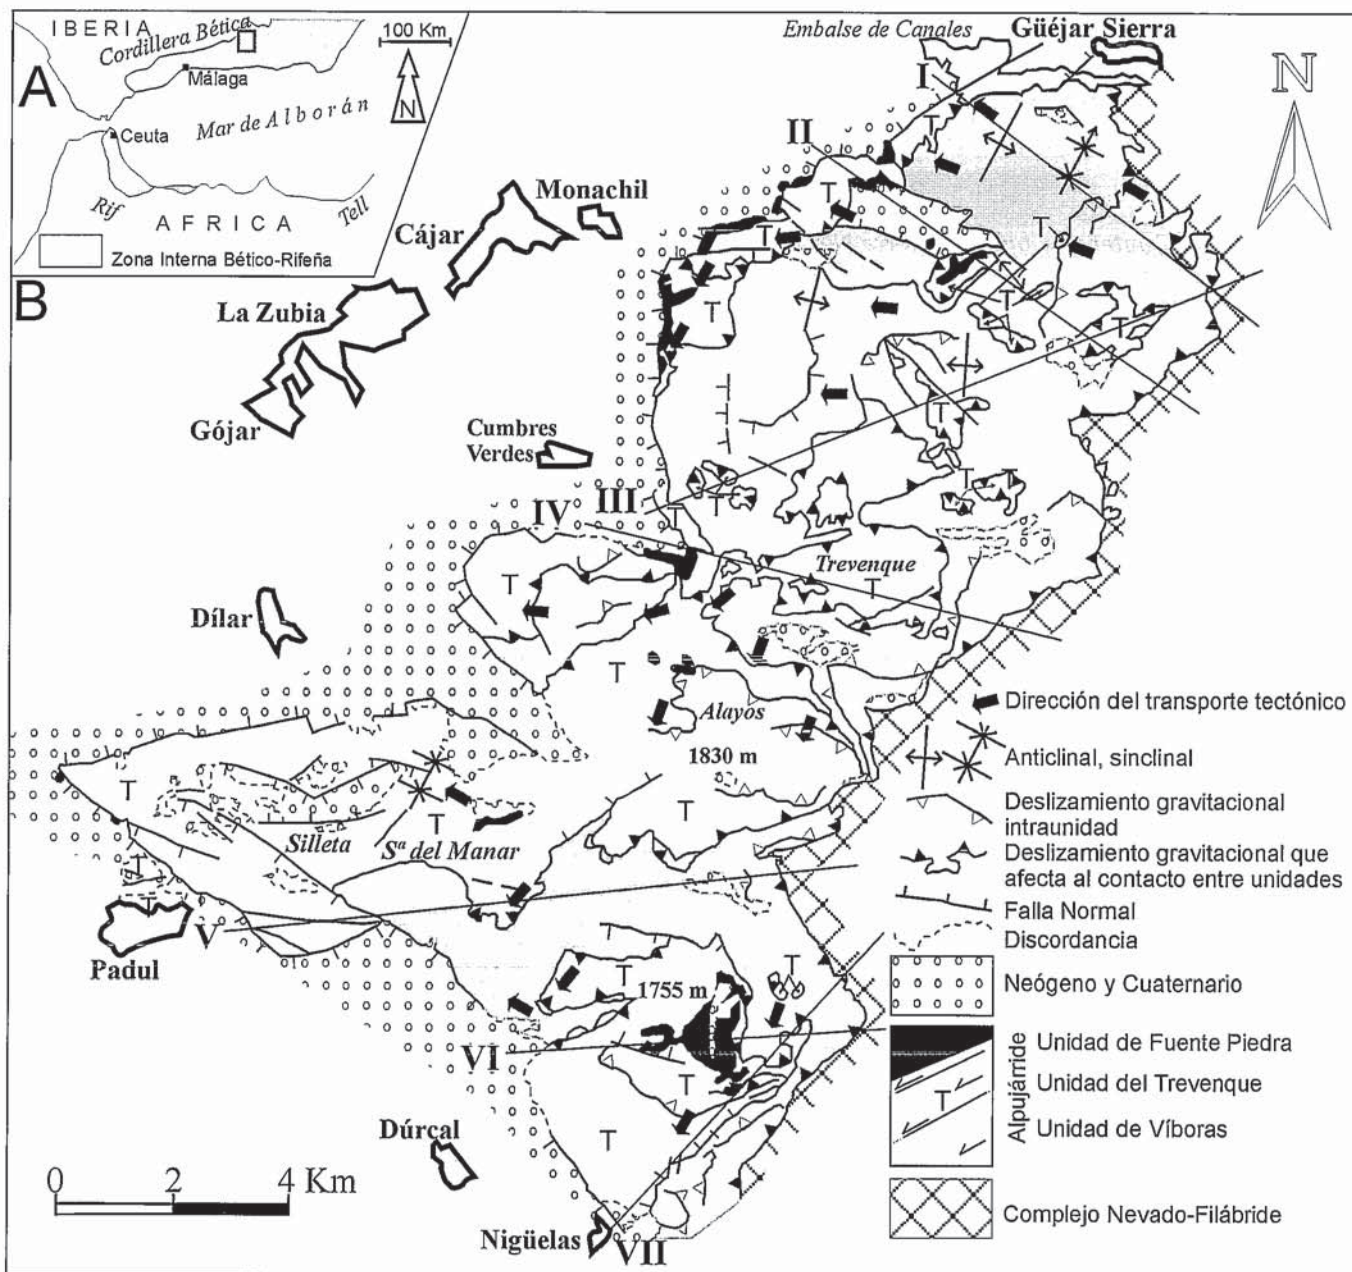 IBERIA
Cordillera Bética
100 Km
A
Málaga
N
Ceuta
Mar de Alborán
Rif
AFRICA
Tell
Zona Interna Bético-Rifeña
B
Embalse de Canales
Güéjar Sierra
N
I
T
II
Monachil
T
Cájar
T
T
La Zubia
T
T
T
Gójar
T
Cumbres
Verdes
T
T
T
III
T
IV
Trevenque
T
T
Dílar
T
Alayos
1830 m
T
T
Silleta
T
Sª del Manar
T
T
V
Padul
T
T
1755 m
VI
T
Dúrcal
T
0
2
4 Km
Nigüelas
VII
Dirección del transporte tectónico
Anticlinal, sinclinal
Deslizamiento gravitacional
intraunidad
Deslizamiento gravitacional que
afecta al contacto entre unidades
Falla Normal
Discordancia
Neógeno y Cuaternario
Alpujárride
Unidad de Fuente Piedra
Unidad del Trevenque
T
Unidad de Víboras
Complejo Nevado-Filábride